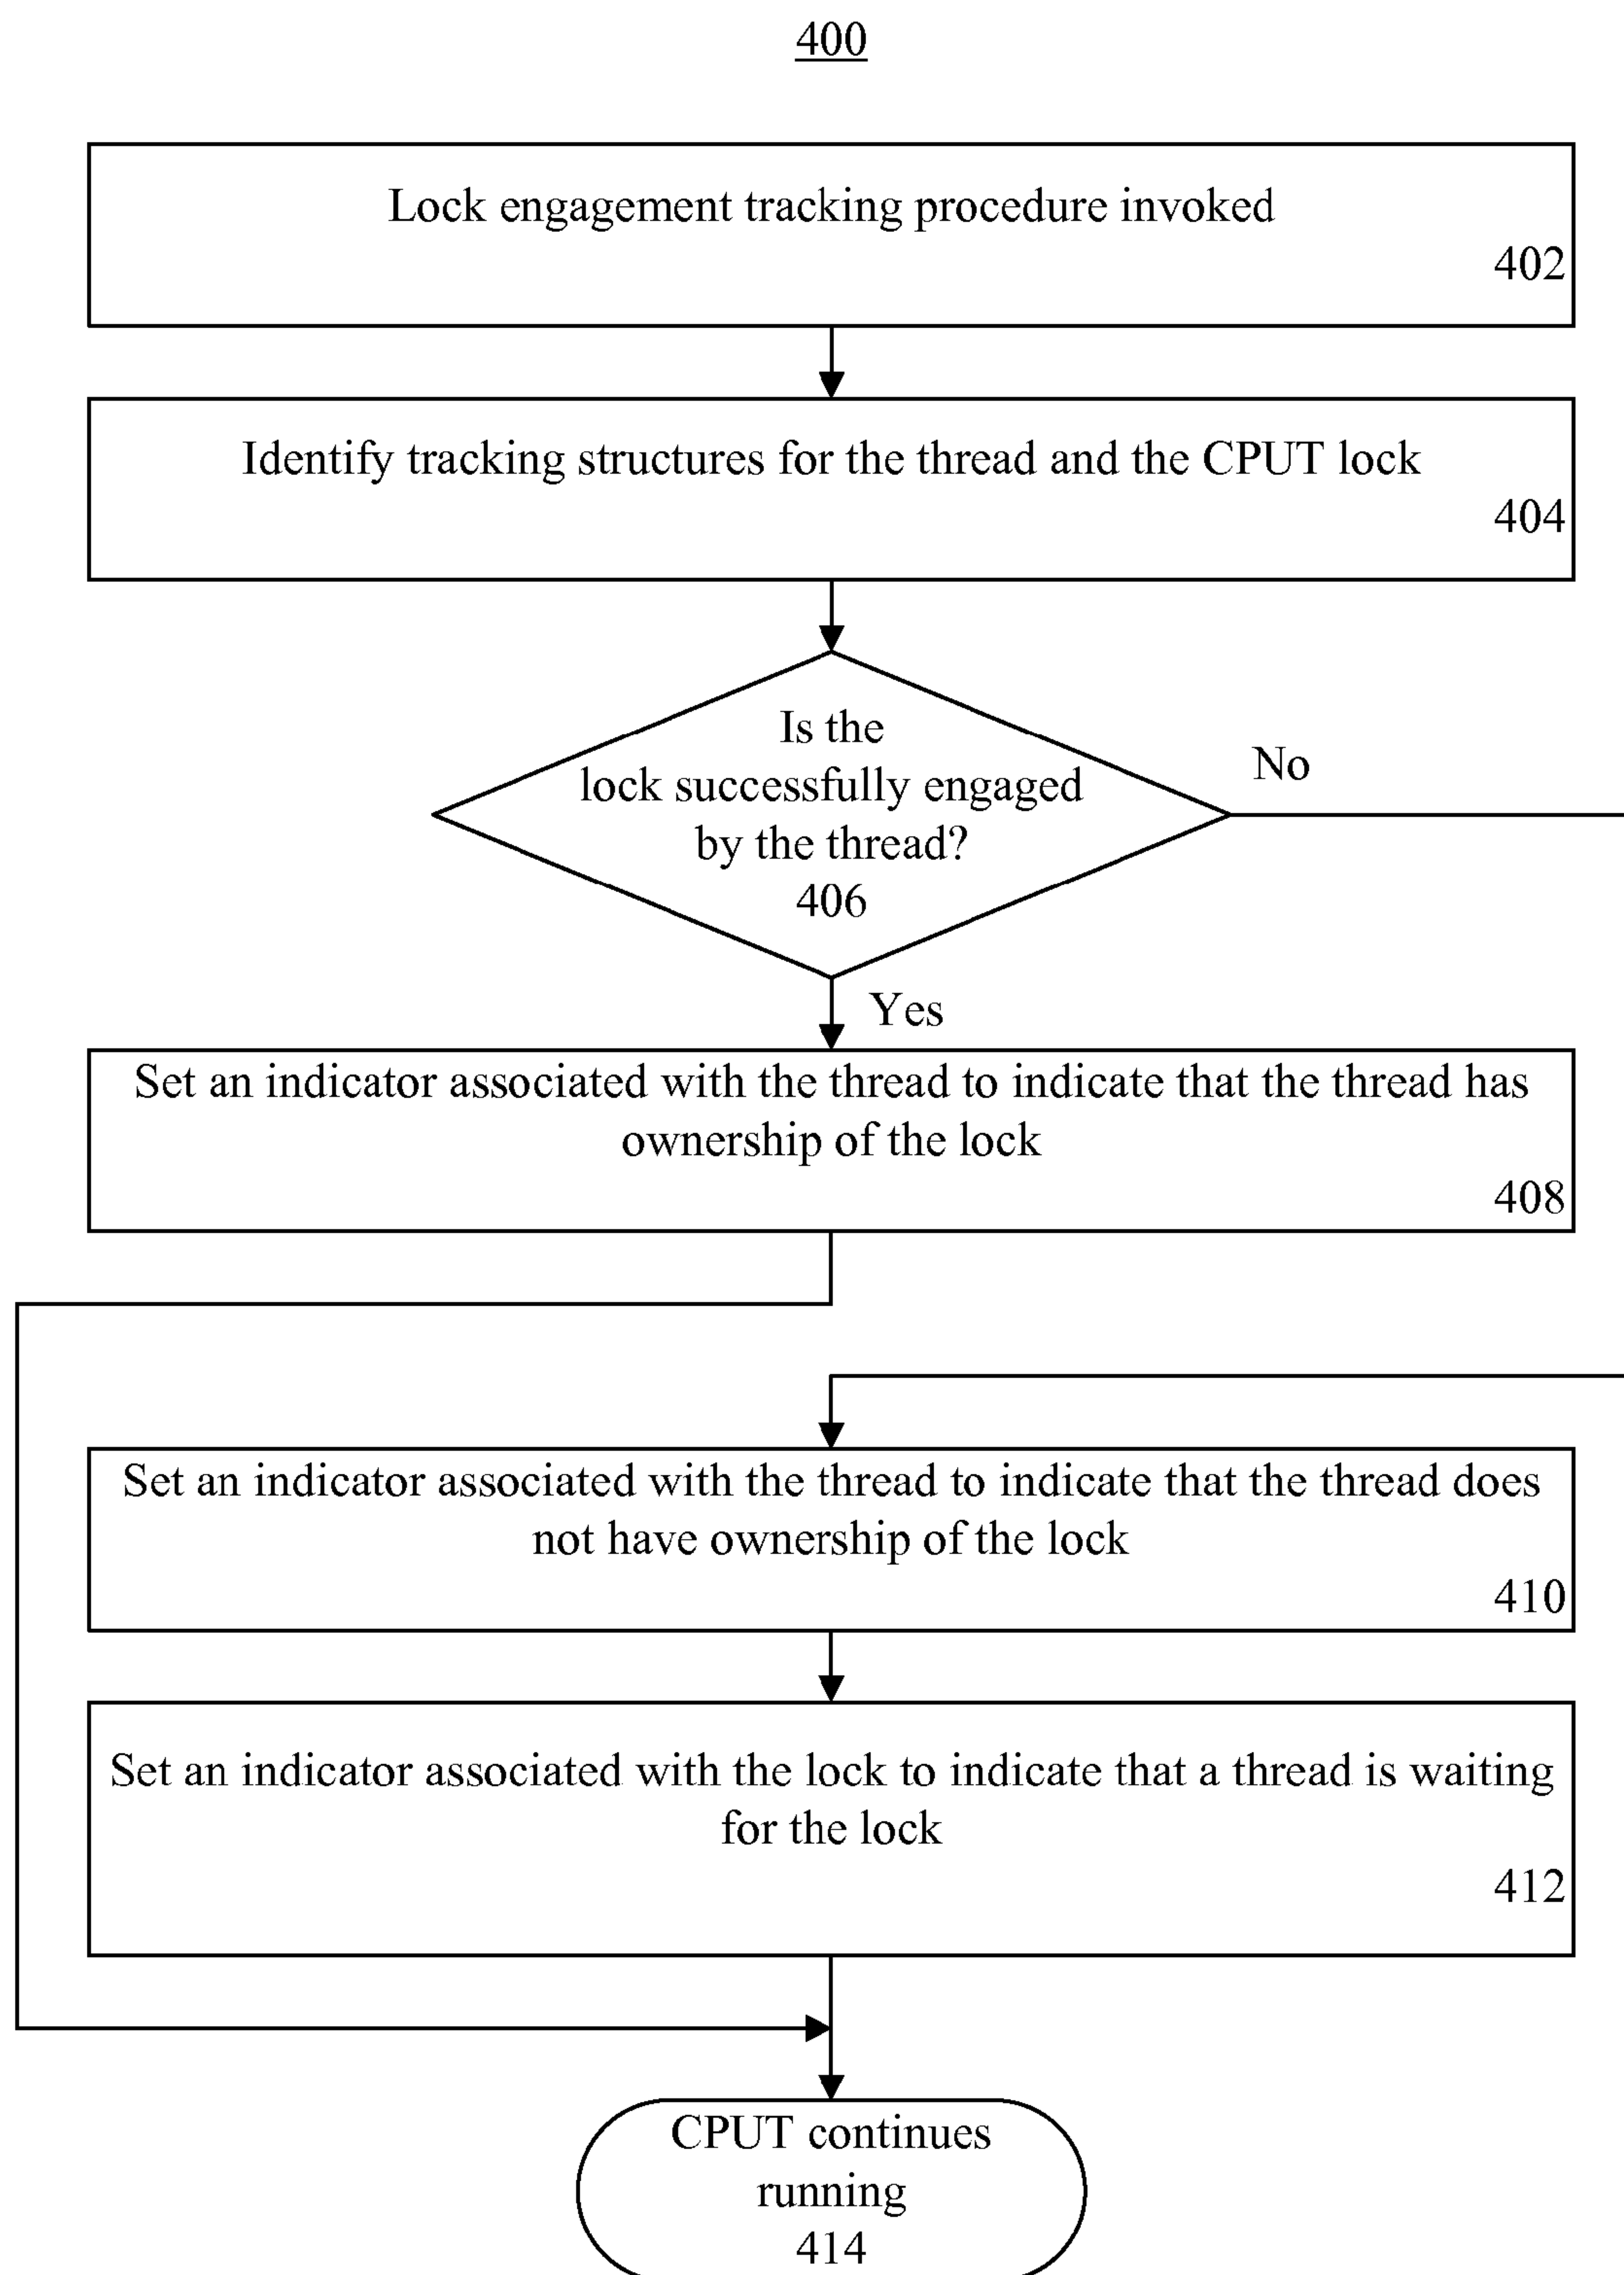 400
Lock engagement tracking procedure invoked
402
Identify tracking structures for the thread and the CPUT lock
404
Is the
lock successfully engaged
by the thread?
406
No
Yes
Set an indicator associated with the thread to indicate that the thread has
ownership of the lock
408
Set an indicator associated with the thread to indicate that the thread does
not have ownership of the lock
410
Set an indicator associated with the lock to indicate that a thread is waiting
for the lock
412
CPUT continues
running
414